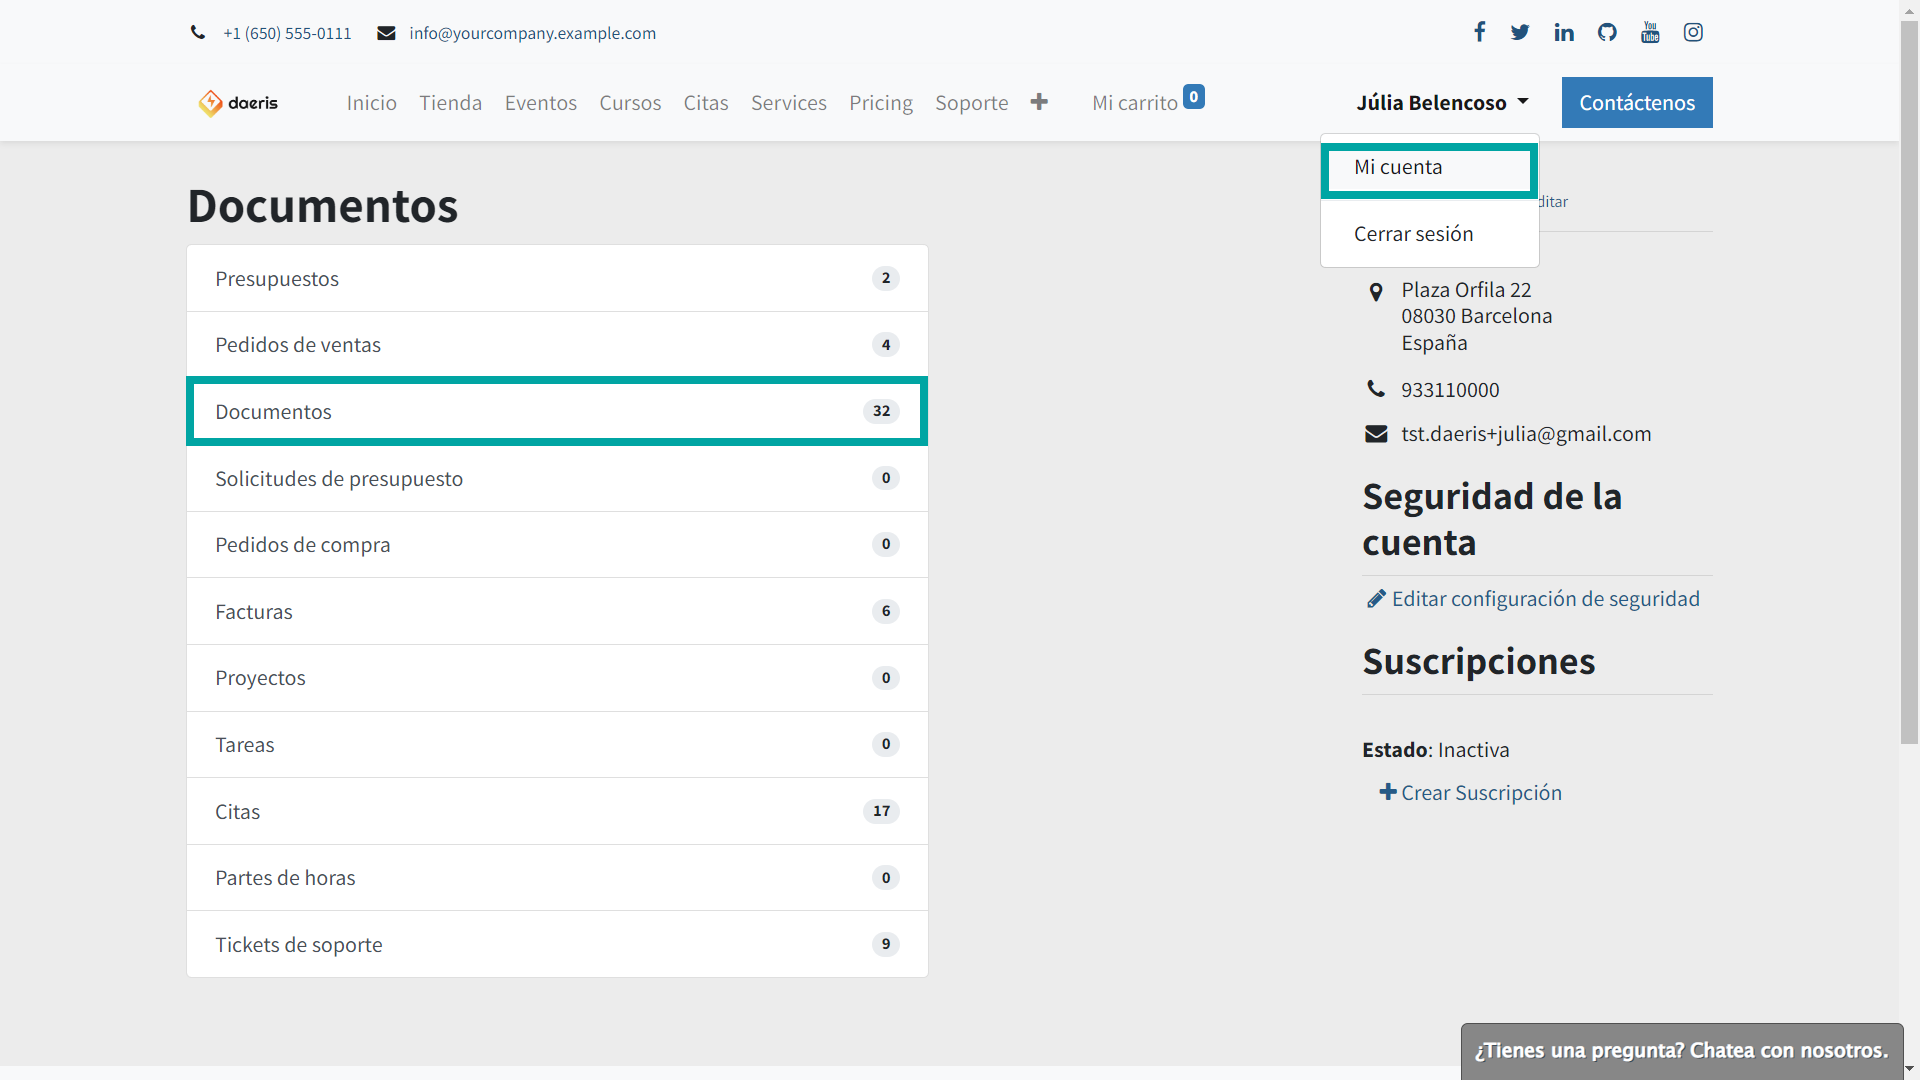 +1 (650) 555-0111 info@yourcompany.example.com
daeris Inicio Tienda Eventos Cursos Citas Services Pricing Soporte Mi carrito 0 Júlia Belencoso Contáctenos
Mi cuenta
Cerrar sesión
Documentos
Presupuestos 2
Pedidos de ventas 4
Documentos 32
Solicitudes de presupuesto 0
Pedidos de compra 0
Facturas 6
Proyectos 0
Tareas 0
Citas 17
Partes de horas 0
Tickets de soporte 9
ditar
Plaza Orfila 22
08030 Barcelona
España
933110000
tst.daeris+julia@gmail.com
Seguridad de la
cuenta
Editar configuración de seguridad
Suscripciones
Estado: Inactiva
Crear Suscripción
¿Tienes una pregunta? Chatea con nosotros.